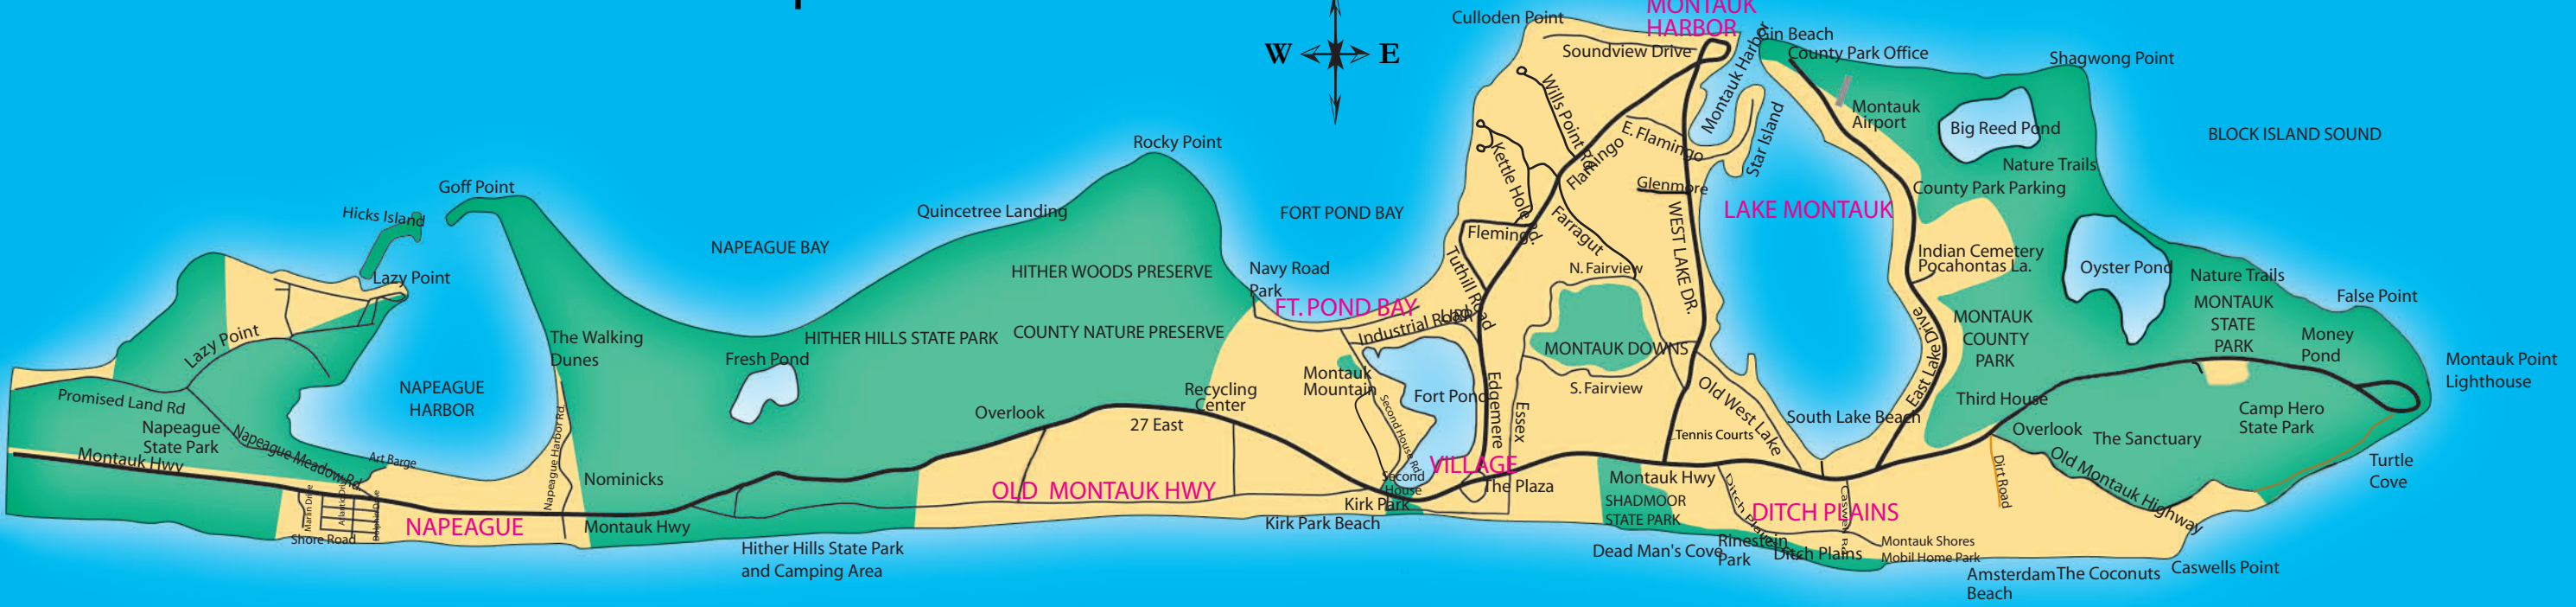 MONTAUK
HARBOR
Culloden Point
Soundview Drive
Montauk Harbor
Gin Beach
County Park Office
Shagwong Point
W
E
Wills Point Rd.
Montauk
Airport
Big Reed Pond
BLOCK ISLAND SOUND
E. Flamingo
Flamingo
Star Island
Rocky Point
Kettle Hole Rd.
Nature Trails
Glenmore
County Park Parking
Goff Point
Hicks Island
Quincetree Landing
FORT POND BAY
WEST LAKE DR.
LAKE MONTAUK
Farragut
Fleming
NAPEAGUE BAY
Indian Cemetery
Pocahontas La.
HITHER WOODS PRESERVE
Navy Road
Park
N. Fairview
Tuthill Road
Oyster Pond
Nature Trails
Lazy Point
FT. POND BAY
MONTAUK
STATE
PARK
False Point
Industrial Road
LIRR
MONTAUK
COUNTY
PARK
East Lake Drive
Lazy Point
The Walking
Dunes
HITHER HILLS STATE PARK
COUNTY NATURE PRESERVE
Money
Pond
Fresh Pond
MONTAUK DOWNS
Montauk Point
Lighthouse
NAPEAGUE
HARBOR
Montauk
Mountain
S. Fairview
Old West Lake
Recycling
Center
Fort Pond
Edgemere
Essex
Third House
Promised Land Rd
Napeague
State Park
Overlook
27 East
South Lake Beach
Camp Hero
State Park
Second House Rd
Tennis Courts
Overlook
The Sanctuary
Napeague Meadow Rd
Art Barge
Napeague Harbor Rd.
Montauk Hwy
VILLAGE
Turtle
Cove
Old Montauk Highway
Dirt Road
Nominicks
Second
House
The Plaza
Montauk Hwy
OLD MONTAUK HWY
Marlin Drive
Atlantic Dr
Dolphin Drive
Kirk Park
SHADMOOR
STATE PARK
Caswell Rd
DITCH PLAINS
NAPEAGUE
Montauk Hwy
Kirk Park Beach
Shore Road
Hither Hills State Park
and Camping Area
Dead Man's Cove
Rinestein
Park
Ditch Plains
Montauk Shores
Mobil Home Park
Amsterdam
Beach
The Coconuts
Caswells Point